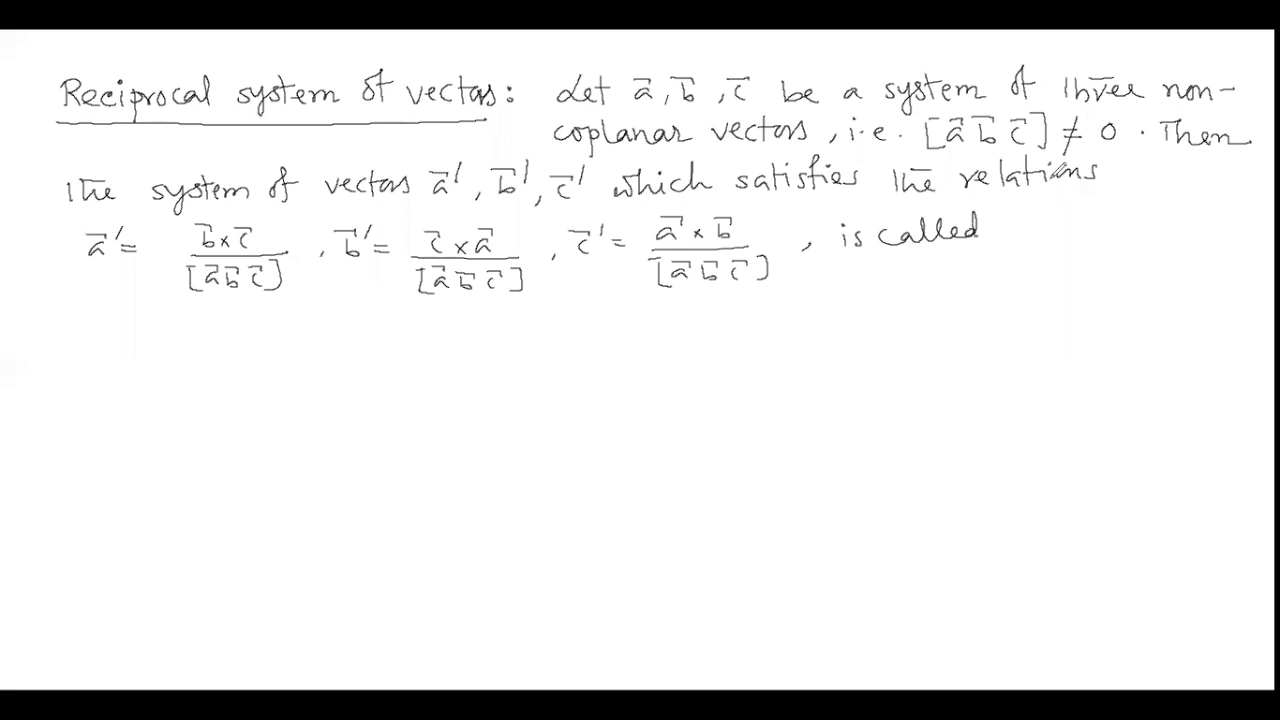 Reciprocal system of vectors: Let a⃗, b⃗, c⃗ be a system of three non-
coplanar vectors, i.e. [a⃗ b⃗ c⃗] ≠ 0. Then
the system of vectors a⃗′, b⃗′, c⃗′ which satisfies the relations
a⃗′ = (b⃗ × c⃗)/[a⃗ b⃗ c⃗], b⃗′ = (c⃗ × a⃗)/[a⃗ b⃗ c⃗], c⃗′ = (a⃗ × b⃗)/[a⃗ b⃗ c⃗], is called